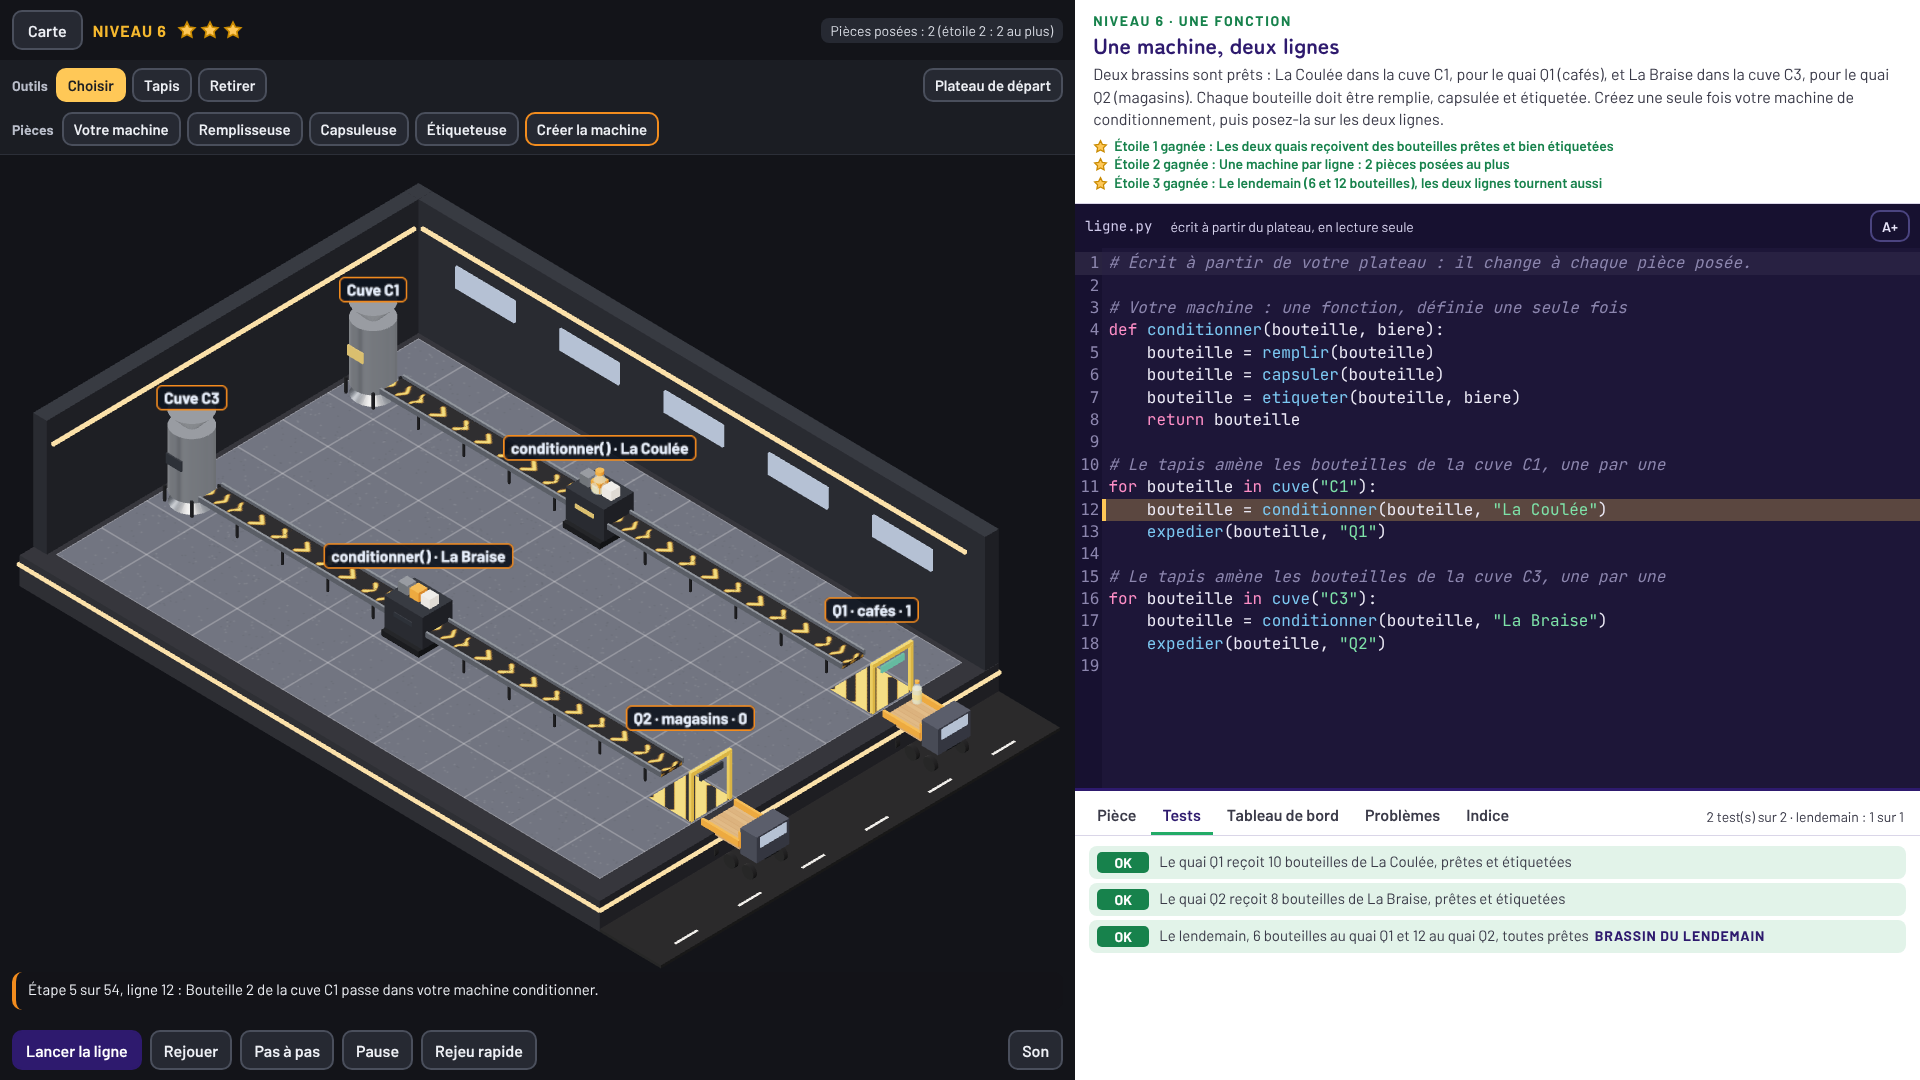 Carte
NIVEAU 6
Pièces posées : 2 (étoile 2 : 2 au plus)
Outils
Choisir
Tapis
Retirer
Plateau de départ
Pièces
Votre machine
Remplisseuse
Capsuleuse
Étiqueteuse
Créer la machine
Cuve C1
Cuve C3
conditionner() · La Coulée
conditionner() · La Braise
Q1 · cafés · 1
Q2 · magasins · 0
Étape 5 sur 54, ligne 12 : Bouteille 2 de la cuve C1 passe dans votre machine conditionner.
Lancer la ligne
Rejouer
Pas à pas
Pause
Rejeu rapide
Son
NIVEAU 6 · UNE FONCTION
Une machine, deux lignes
Deux brassins sont prêts : La Coulée dans la cuve C1, pour le quai Q1 (cafés), et La Braise dans la cuve C3, pour le quai
Q2 (magasins). Chaque bouteille doit être remplie, capsulée et étiquetée. Créez une seule fois votre machine de
conditionnement, puis posez-la sur les deux lignes.
Étoile 1 gagnée : Les deux quais reçoivent des bouteilles prêtes et bien étiquetées
Étoile 2 gagnée : Une machine par ligne : 2 pièces posées au plus
Étoile 3 gagnée : Le lendemain (6 et 12 bouteilles), les deux lignes tournent aussi
ligne.py
écrit à partir du plateau, en lecture seule
A+
1 # Écrit à partir de votre plateau : il change à chaque pièce posée.
2
3 # Votre machine : une fonction, définie une seule fois
4 def conditionner(bouteille, biere):
5     bouteille = remplir(bouteille)
6     bouteille = capsuler(bouteille)
7     bouteille = etiqueter(bouteille, biere)
8     return bouteille
9
10 # Le tapis amène les bouteilles de la cuve C1, une par une
11 for bouteille in cuve("C1"):
12     bouteille = conditionner(bouteille, "La Coulée")
13     expedier(bouteille, "Q1")
14
15 # Le tapis amène les bouteilles de la cuve C3, une par une
16 for bouteille in cuve("C3"):
17     bouteille = conditionner(bouteille, "La Braise")
18     expedier(bouteille, "Q2")
19
Pièce
Tests
Tableau de bord
Problèmes
Indice
2 test(s) sur 2 · lendemain : 1 sur 1
OK Le quai Q1 reçoit 10 bouteilles de La Coulée, prêtes et étiquetées
OK Le quai Q2 reçoit 8 bouteilles de La Braise, prêtes et étiquetées
OK Le lendemain, 6 bouteilles au quai Q1 et 12 au quai Q2, toutes prêtes BRASSIN DU LENDEMAIN